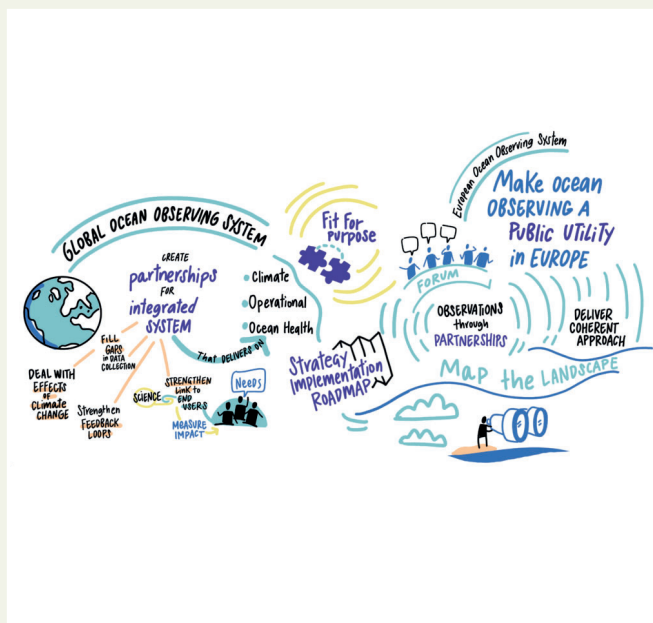 GLOBAL OCEAN OBSERVING SYSTEM
CREATE
partnerships
FOR
integrated
SYSTEM
That DELIVERS ON
Climate
Operational
Ocean Health
FILL
GAPS
in DATA
COLLECTION
DEAL WITH
EFFECTS
OF
CLIMATE
CHANGE
Strengthen
FEEDBACK
LOOPS
SCIENCE
STRENGTHEN
LINK to
END
USERS
MEASURE
IMPACT
NEEDS
Fit For
Purpose
Strategy
Implementation
ROADMAP
European Ocean Observing System
Make ocean
OBSERVING A
PUBLIC UTILITY
in EUROPE
FORUM
OBSERVATIONS
through
PARTNERSHIPS
DELIVER
COHERENT
APPROACH
Map the LANDSCAPE